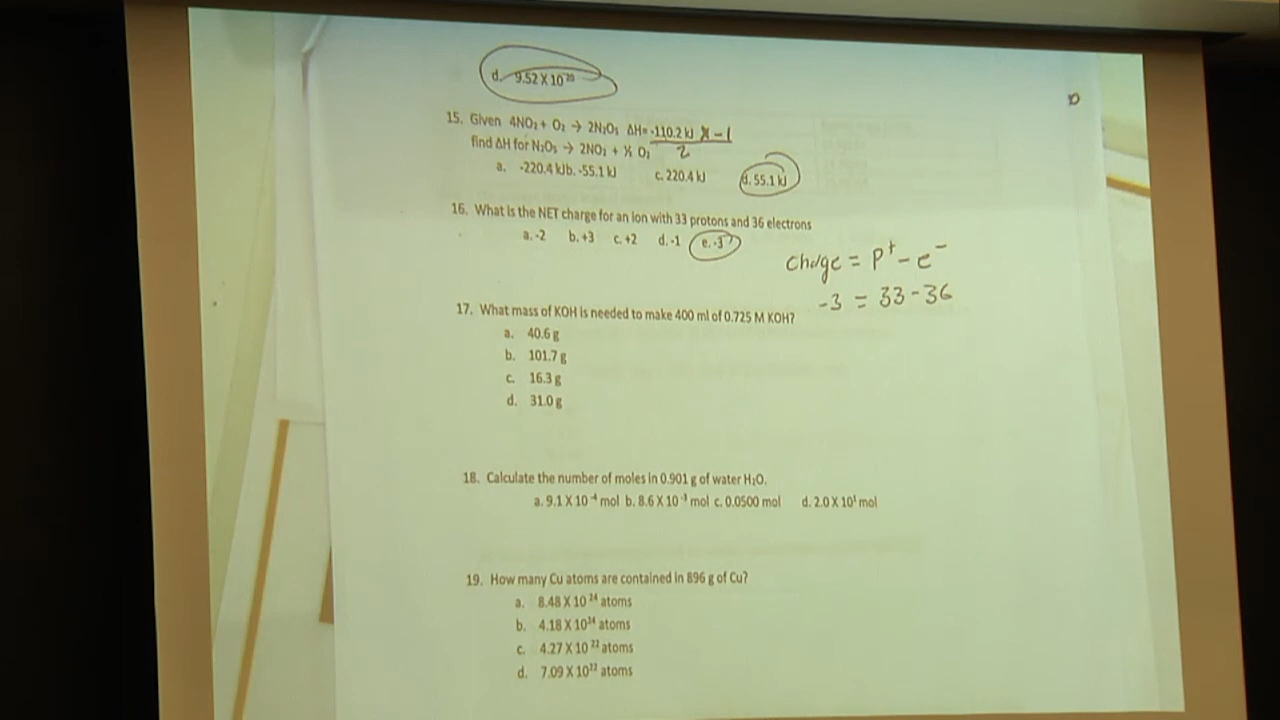 d. 9.52 X 10²⁰
15. Given 4NO₂ + O₂ → 2N₂O₅ ΔH= -110.2 kJ x -1
find ΔH for N₂O₅ → 2NO₂ + ½ O₂ 2
a. -220.4 kJb. -55.1 kJ c. 220.4 kJ d. 55.1 kJ
16. What is the NET charge for an ion with 33 protons and 36 electrons
a. -2 b. +3 c. +2 d. -1 e. -3
charge = p⁺ - e⁻
-3 = 33 - 36
17. What mass of KOH is needed to make 400 ml of 0.725 M KOH?
a. 40.6 g
b. 101.7 g
c. 16.3 g
d. 31.0 g
18. Calculate the number of moles in 0.901 g of water H₂O.
a. 9.1 X 10⁻⁴ mol b. 8.6 X 10⁻³ mol c. 0.0500 mol d. 2.0 X 10¹ mol
19. How many Cu atoms are contained in 896 g of Cu?
a. 8.48 X 10²⁴ atoms
b. 4.18 X 10²⁴ atoms
c. 4.27 X 10²² atoms
d. 7.09 X 10²² atoms